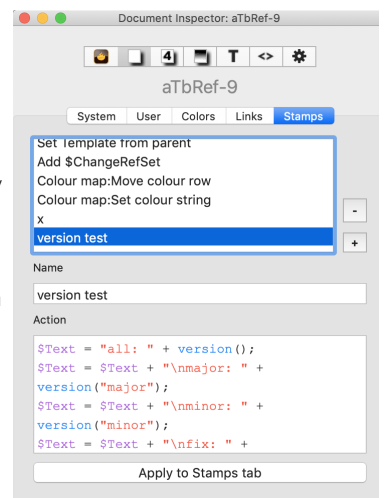 Document Inspector: aTbRef-9
4 T <>
aTbRef-9
System User Colors Links Stamps
Set Template from parent
Add $ChangeRefSet
Colour map:Move colour row
Colour map:Set colour string
x
version test
-
+
Name
version test
Action
$Text = "all: " + version();
$Text = $Text + "\nmajor: " +
version("major");
$Text = $Text + "\nminor: " +
version("minor");
$Text = $Text + "\nfix: " +
Apply to Stamps tab